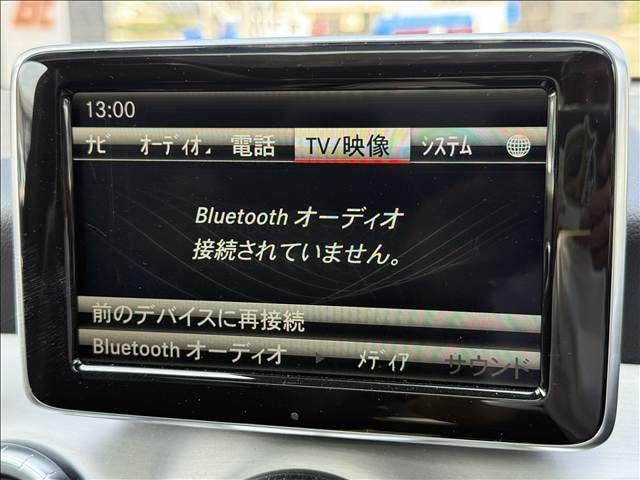 13:00
ナビ オーディオ 電話 TV/映像 システム
Bluetooth オーディオ
接続されていません。
前のデバイスに再接続
Bluetooth オーディオ メディア サウンド